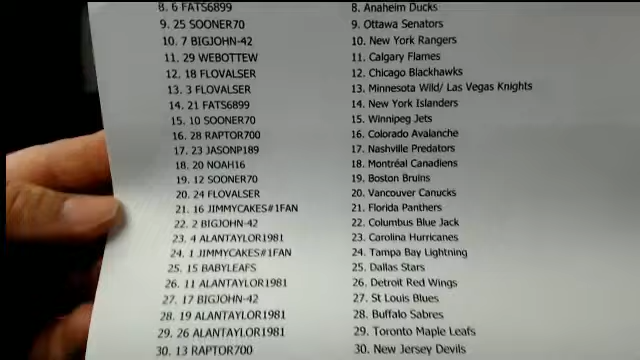 8. 6 FATS6899 8. Anaheim Ducks
9. 25 SOONER70 9. Ottawa Senators
10. 7 BIGJOHN-42 10. New York Rangers
11. 29 WEBOTTEW 11. Calgary Flames
12. 18 FLOVALSER 12. Chicago Blackhawks
13. 3 FLOVALSER 13. Minnesota Wild/ Las Vegas Knights
14. 21 FATS6899 14. New York Islanders
15. 10 SOONER70 15. Winnipeg Jets
16. 28 RAPTOR700 16. Colorado Avalanche
17. 23 JASONP189 17. Nashville Predators
18. 20 NOAH16 18. Montréal Canadiens
19. 12 SOONER70 19. Boston Bruins
20. 24 FLOVALSER 20. Vancouver Canucks
21. 16 JIMMYCAKES#1FAN 21. Florida Panthers
22. 2 BIGJOHN-42 22. Columbus Blue Jack
23. 4 ALANTAYLOR1981 23. Carolina Hurricanes
24. 1 JIMMYCAKES#1FAN 24. Tampa Bay Lightning
25. 15 BABYLEAFS 25. Dallas Stars
26. 11 ALANTAYLOR1981 26. Detroit Red Wings
27. 17 BIGJOHN-42 27. St Louis Blues
28. 19 ALANTAYLOR1981 28. Buffalo Sabres
29. 26 ALANTAYLOR1981 29. Toronto Maple Leafs
30. 13 RAPTOR700 30. New Jersey Devils